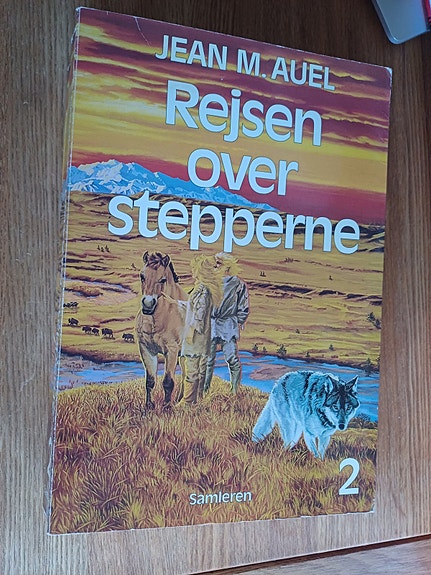 JEAN M. AUEL
Rejsen
over
stepperne
Samleren
2